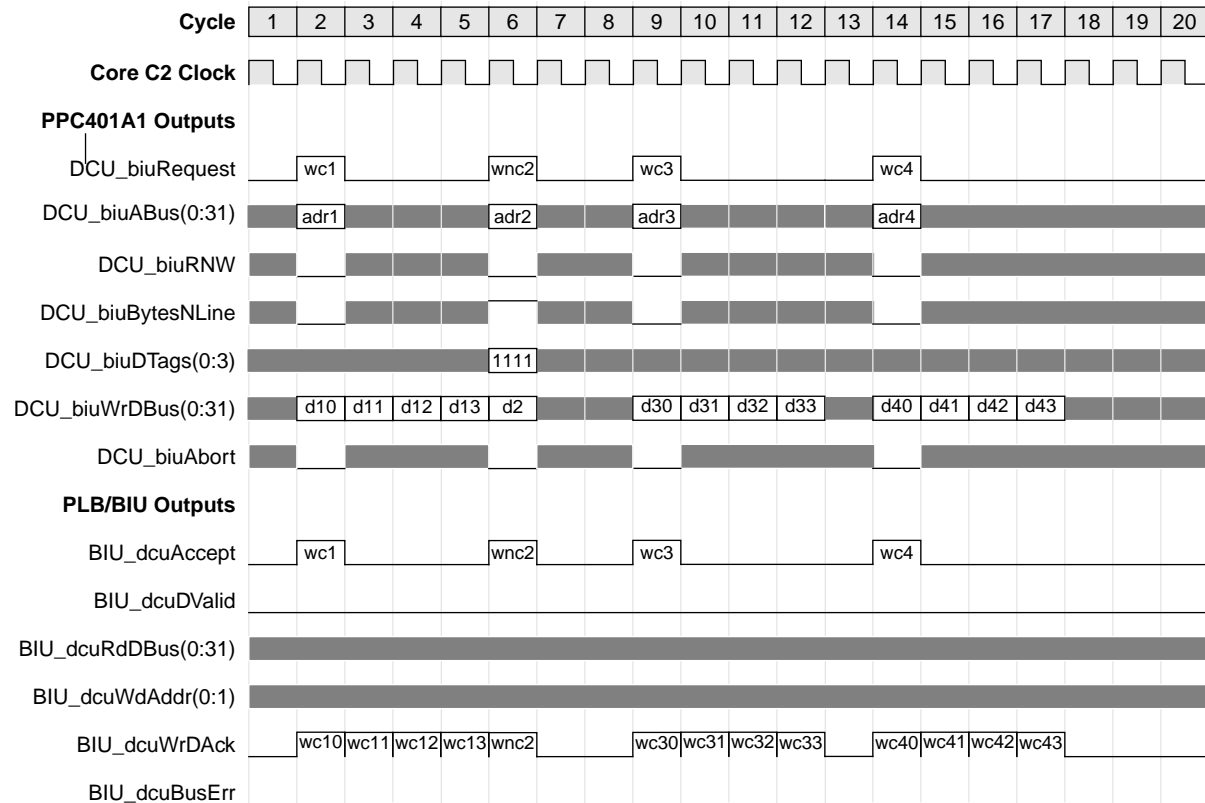 Cycle 1 2 3 4 5 6 7 8 9 10 11 12 13 14 15 16 17 18 19 20
Core C2 Clock
PPC401A1 Outputs
DCU_biuRequest wc1 wnc2 wc3 wc4
DCU_biuABus(0:31) adr1 adr2 adr3 adr4
DCU_biuRNW
DCU_biuBytesNLine
DCU_biuDTags(0:3) 1111
DCU_biuWrDBus(0:31) d10 d11 d12 d13 d2 d30 d31 d32 d33 d40 d41 d42 d43
DCU_biuAbort
PLB/BIU Outputs
BIU_dcuAccept wc1 wnc2 wc3 wc4
BIU_dcuDValid
BIU_dcuRdDBus(0:31)
BIU_dcuWdAddr(0:1)
BIU_dcuWrDAck wc10 wc11 wc12 wc13 wnc2 wc30 wc31 wc32 wc33 wc40 wc41 wc42 wc43
BIU_dcuBusErr